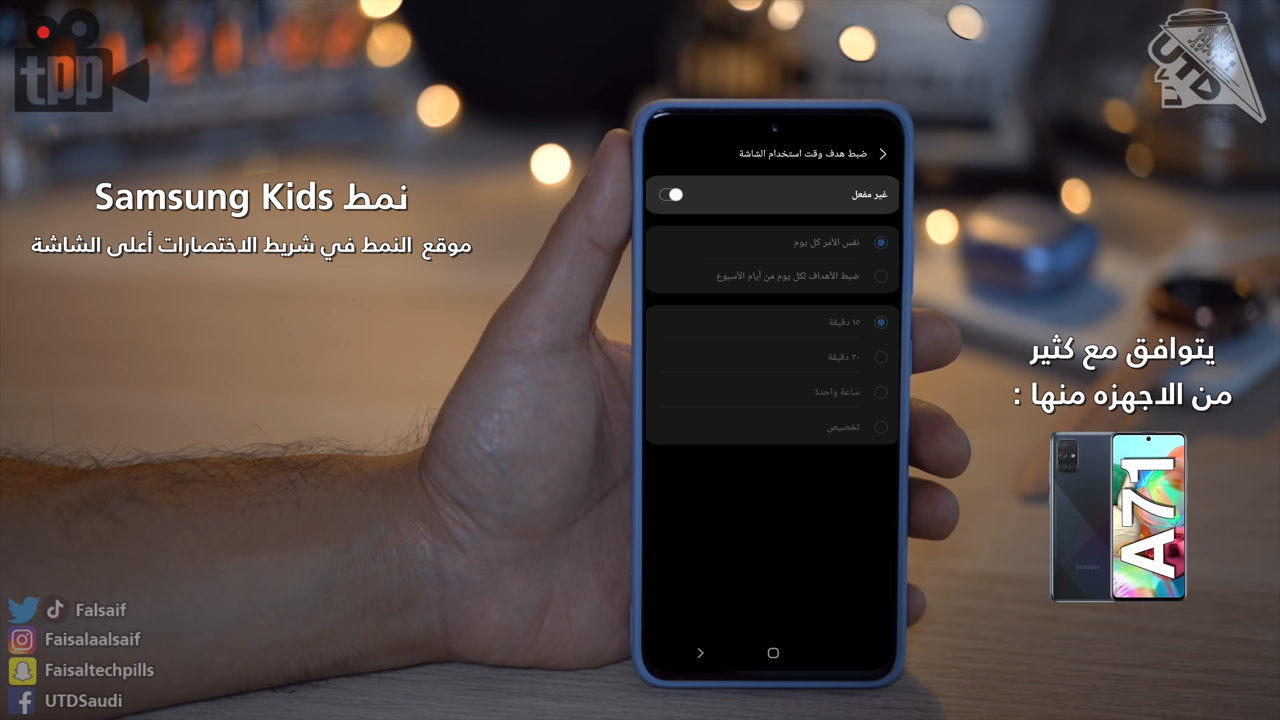 tpp
UTD
نمط Samsung Kids
موقع النمط في شريط الاختصارات أعلى الشاشة
ضبط هدف وقت استخدام الشاشة
غير مفعل
نفس الأمر كل يوم
ضبط الأهداف لكل يوم من أيام الأسبوع
١٥ دقيقة
٣٠ دقيقة
ساعة واحدة
تخصيص
يتوافق مع كثير
من الاجهزه منها :
A71
SAMSUNG
Falsaif
Faisalaalsaif
Faisaltechpills
UTDSaudi